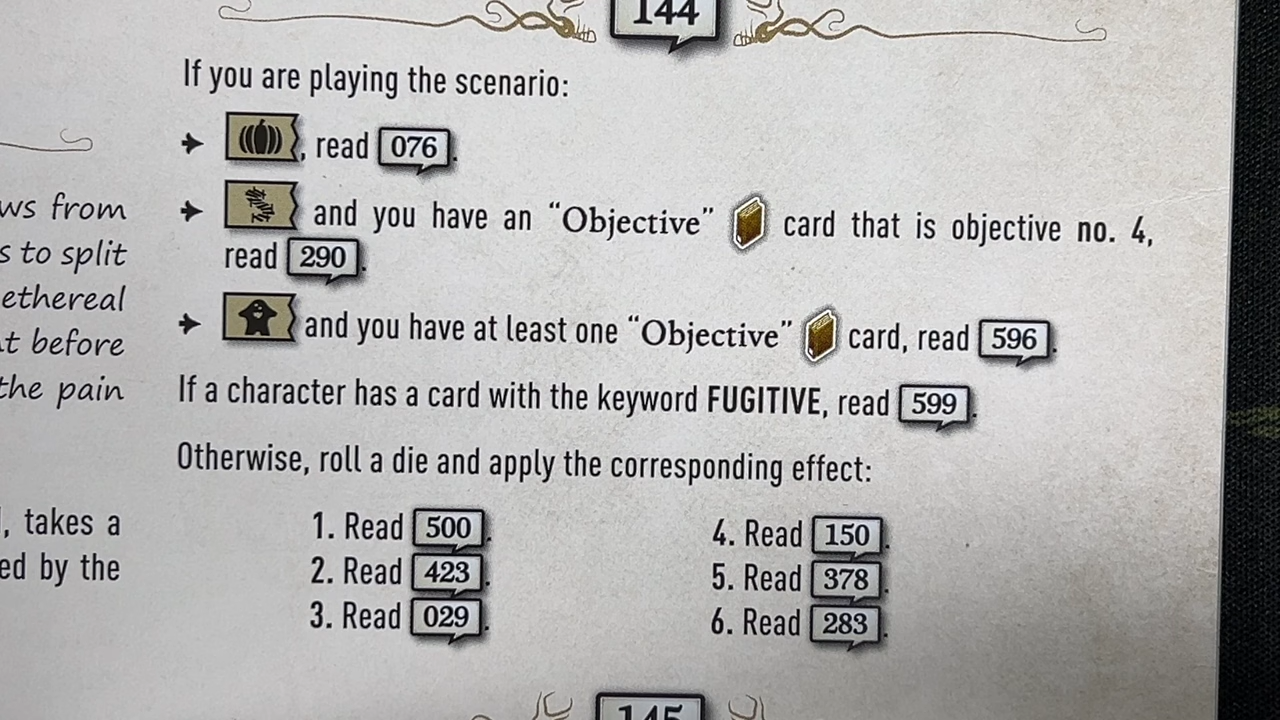 144
If you are playing the scenario:
, read 076.
and you have an “Objective” card that is objective no. 4,
read 290.
and you have at least one “Objective” card, read 596.
If a character has a card with the keyword FUGITIVE, read 599.
Otherwise, roll a die and apply the corresponding effect:
1. Read 500.
2. Read 423.
3. Read 029.
4. Read 150.
5. Read 378.
6. Read 283.
ws from
s to split
ethereal
t before
the pain
, takes a
ed by the
145